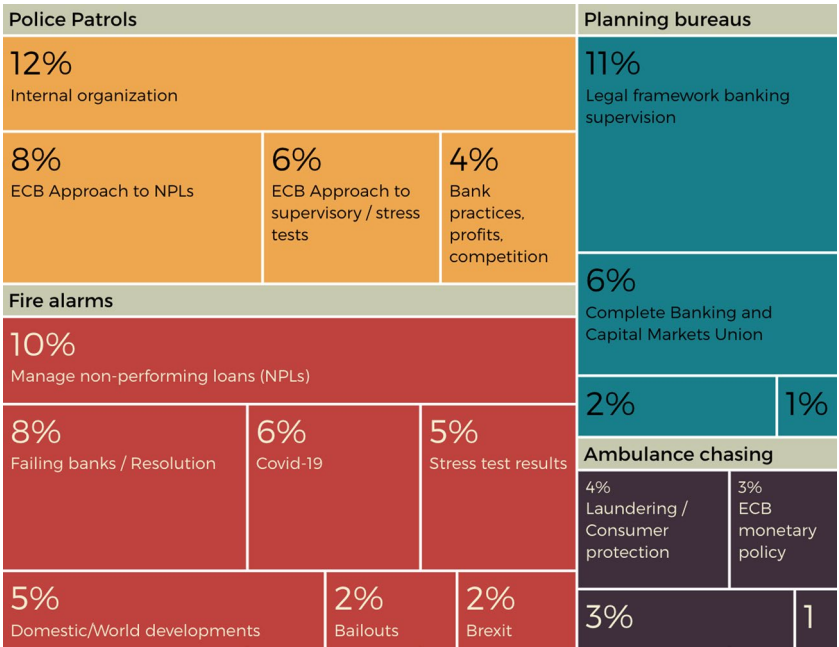 Police Patrols
12%
Internal organization
8%
ECB Approach to NPLs
6%
ECB Approach to
supervisory / stress
tests
4%
Bank
practices,
profits,
competition
Fire alarms
10%
Manage non-performing loans (NPLs)
8%
Failing banks / Resolution
6%
Covid-19
5%
Stress test results
5%
Domestic/World developments
2%
Bailouts
2%
Brexit
Planning bureaus
11%
Legal framework banking
supervision
6%
Complete Banking and
Capital Markets Union
2%
1%
Ambulance chasing
4%
Laundering /
Consumer
protection
3%
ECB
monetary
policy
3%
1